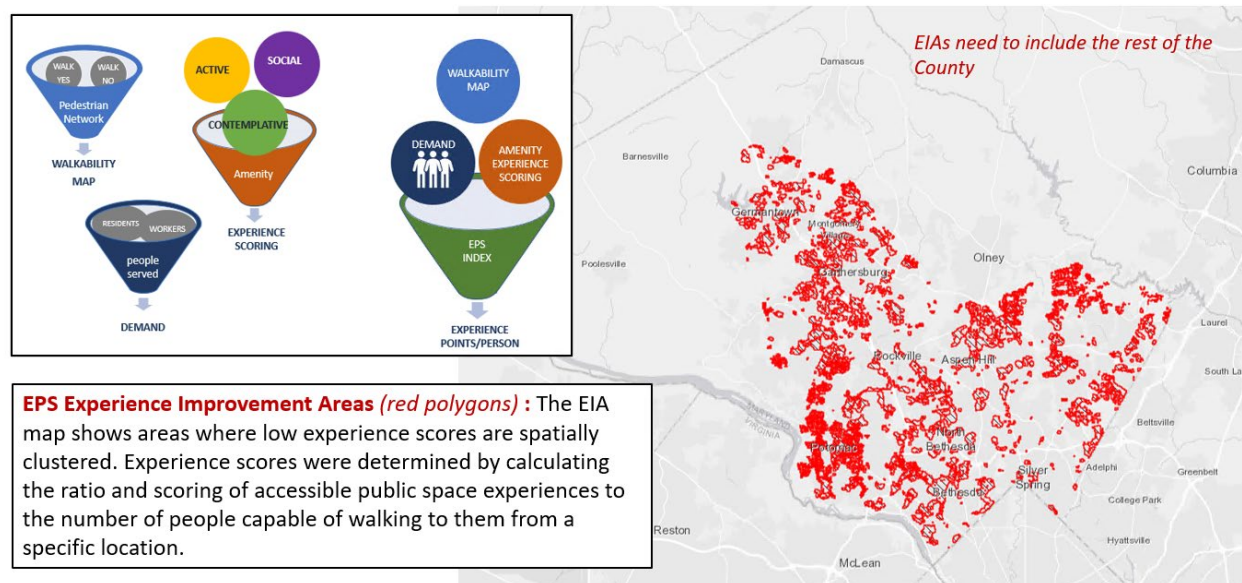 WALK YES
WALK NO
Pedestrian Network
WALKABILITY MAP
RESIDENTS
WORKERS
people served
DEMAND
ACTIVE
SOCIAL
CONTEMPLATIVE
Amenity
EXPERIENCE SCORING
WALKABILITY MAP
DEMAND
AMENITY EXPERIENCE SCORING
EPS INDEX
EXPERIENCE POINTS/PERSON
EPS Experience Improvement Areas (red polygons) : The EIA
map shows areas where low experience scores are spatially
clustered. Experience scores were determined by calculating
the ratio and scoring of accessible public space experiences to
the number of people capable of walking to them from a
specific location.
EIAs need to include the rest of the
County
Damascus
Barnesville
Columbia
Germantown
Montgomery
Village
Gaithersburg
Olney
Poolesville
Laurel
Rockville
Aspen Hill
South La
MARYLAND
VIRGINIA
Beltsville
Potomac
North
Bethesda
Silver
Spring
Adelphi
Greenbelt
Bethesda
College Park
Reston
Hyattsville
McLean